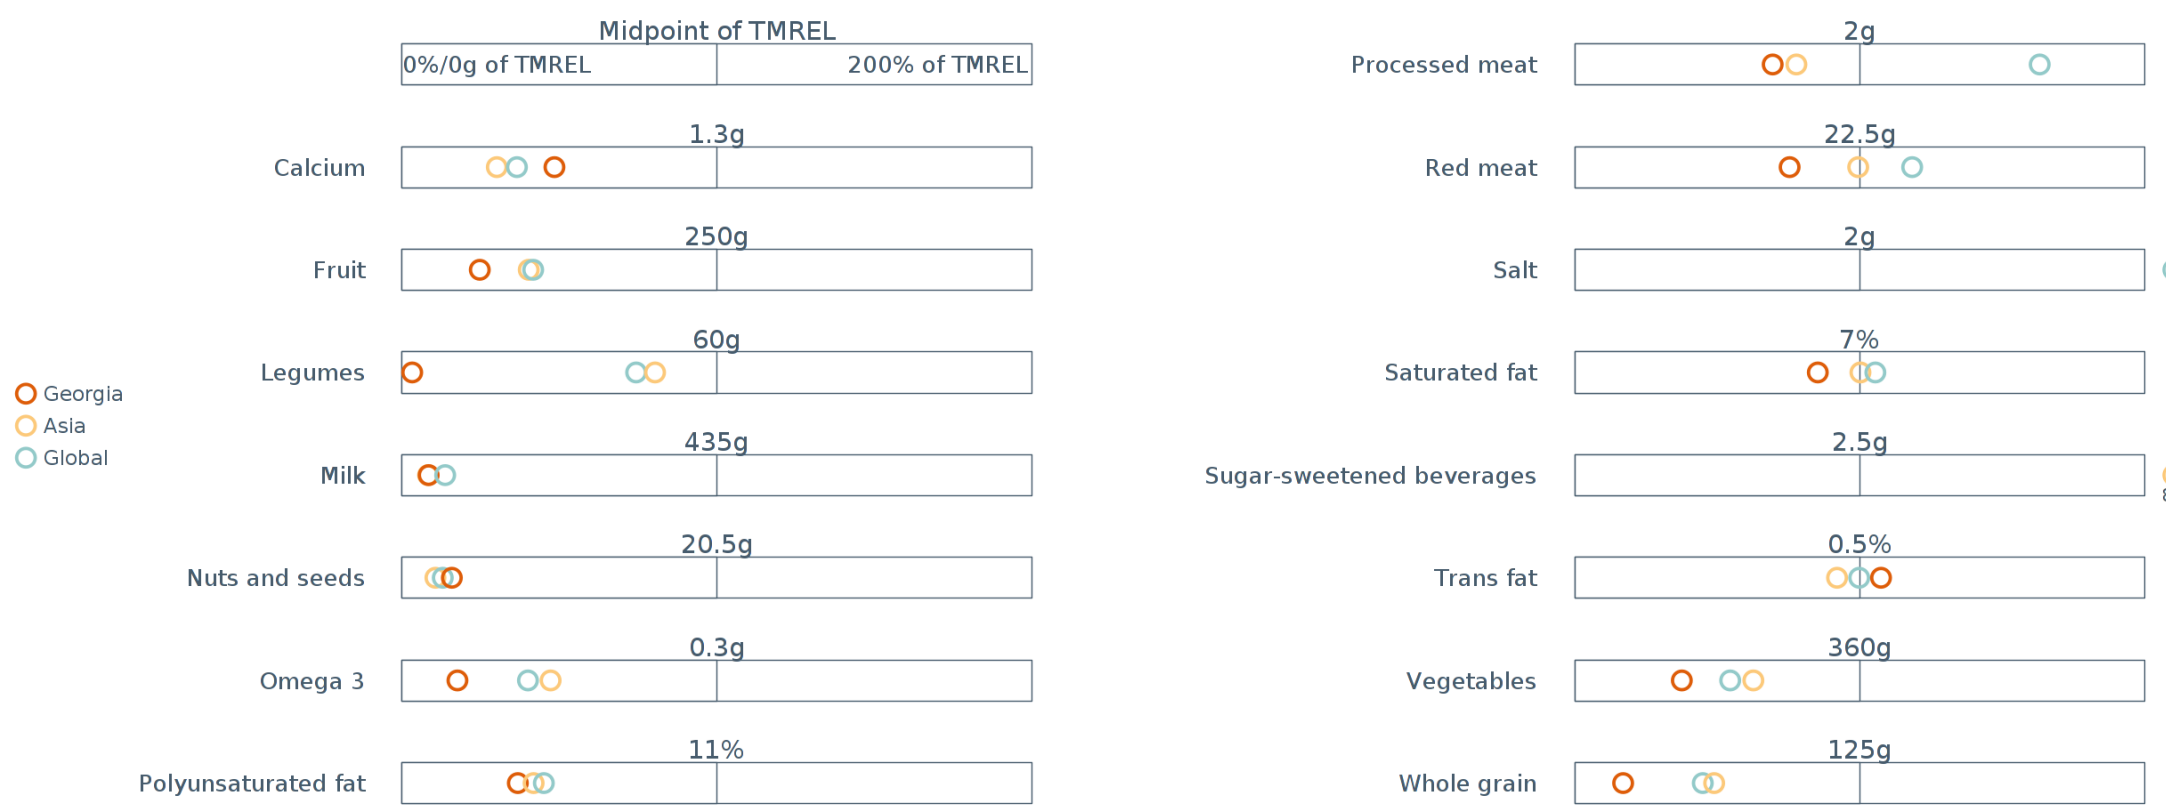 Midpoint of TMREL
0%/0g of TMREL
200% of TMREL
Calcium
1.3g
Fruit
250g
Legumes
60g
Milk
435g
Nuts and seeds
20.5g
Omega 3
0.3g
Polyunsaturated fat
11%
Georgia
Asia
Global
Processed meat
2g
Red meat
22.5g
Salt
2g
Saturated fat
7%
Sugar-sweetened beverages
2.5g
Trans fat
0.5%
Vegetables
360g
Whole grain
125g